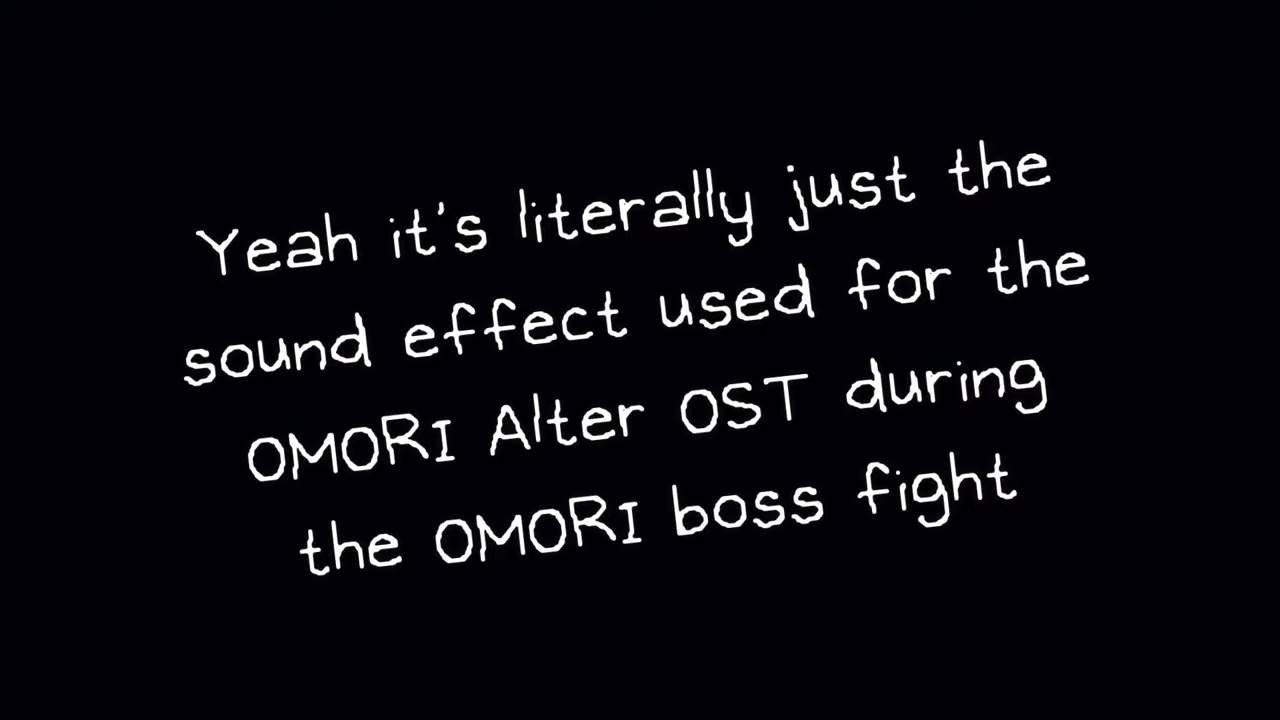 Yeah it's literally just the
sound effect used for the
OMORI Alter OST during
the OMORI boss fight